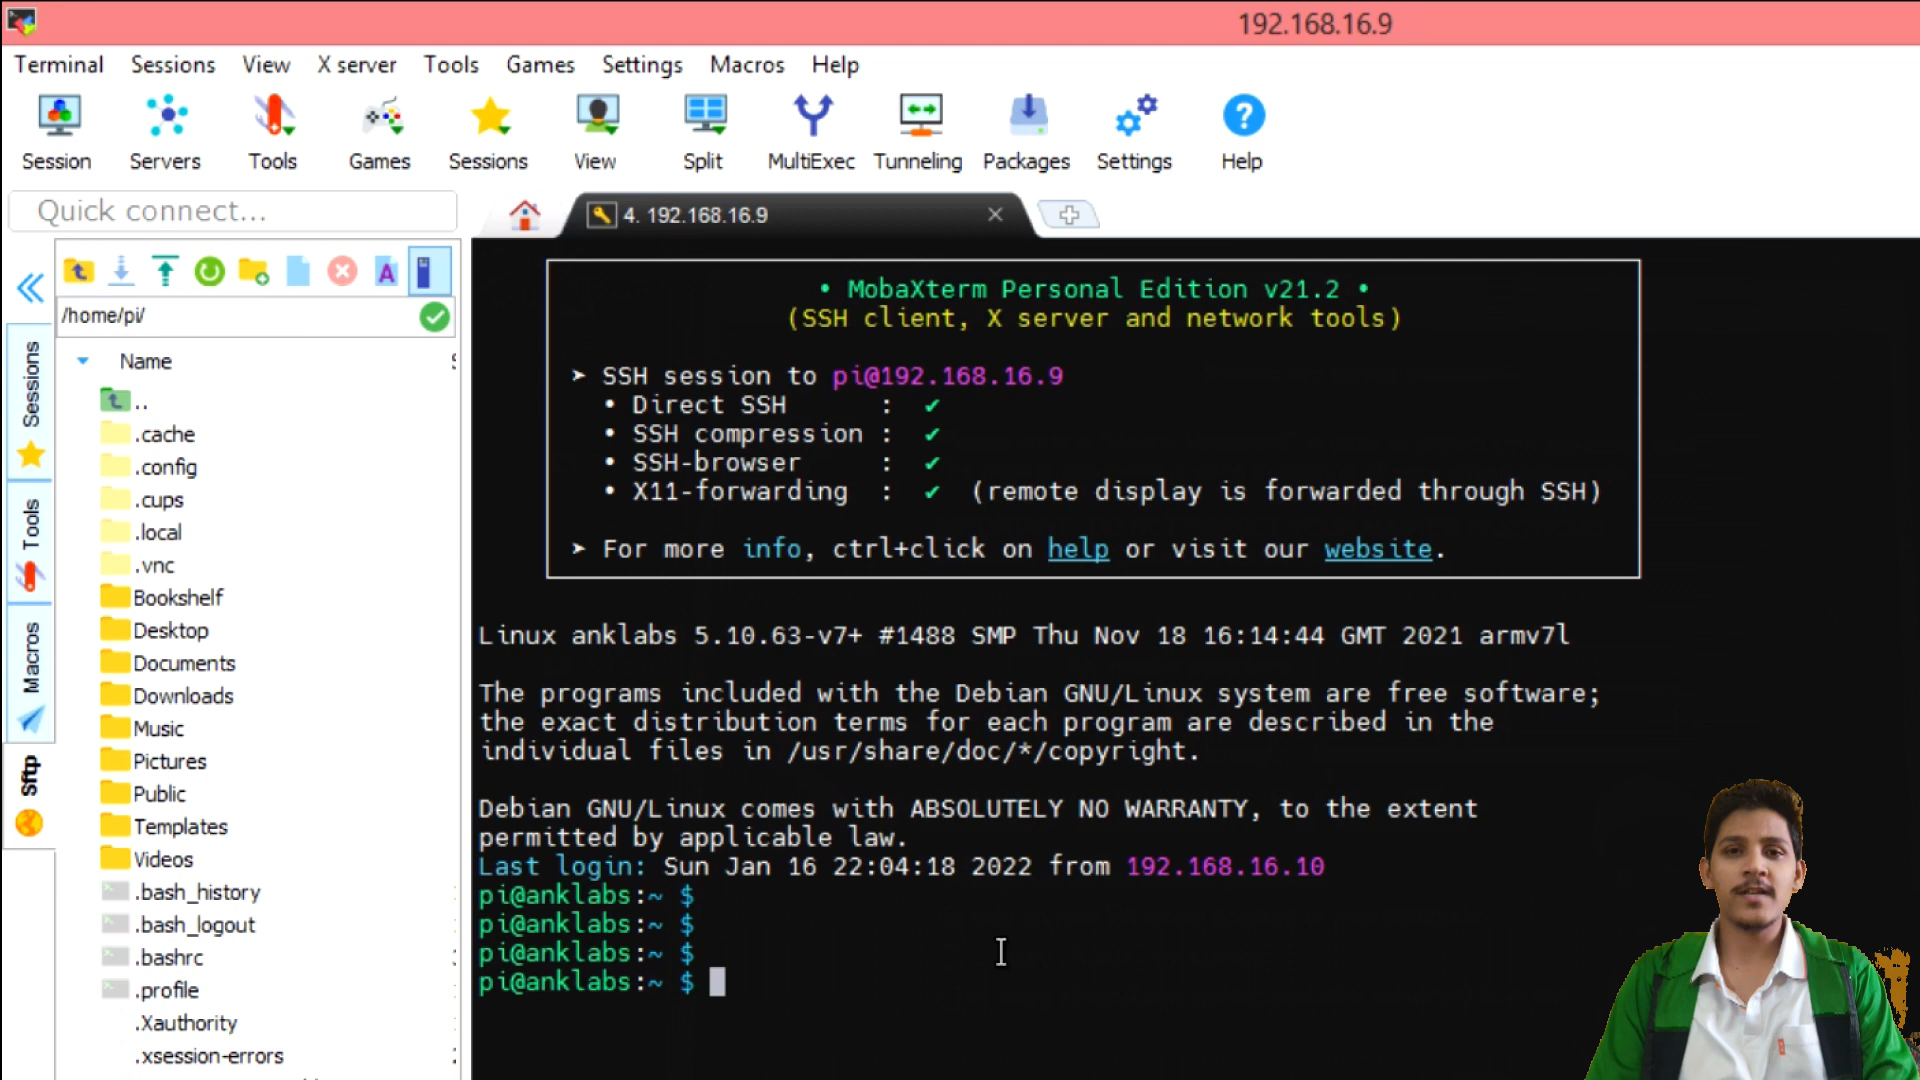 192.168.16.9
Terminal Sessions View X server Tools Games Settings Macros Help
Session Servers Tools Games Sessions View Split MultiExec Tunneling Packages Settings Help
Quick connect...
4. 192.168.16.9
/home/pi/
Name
..
.cache
.config
.cups
.local
.vnc
Bookshelf
Desktop
Documents
Downloads
Music
Pictures
Public
Templates
Videos
.bash_history
.bash_logout
.bashrc
.profile
.Xauthority
.xsession-errors
Sessions
Tools
Macros
Sftp
• MobaXterm Personal Edition v21.2 •
(SSH client, X server and network tools)
➤ SSH session to pi@192.168.16.9
• Direct SSH : ✔
• SSH compression : ✔
• SSH-browser : ✔
• X11-forwarding : ✔ (remote display is forwarded through SSH)
➤ For more info, ctrl+click on help or visit our website.
Linux anklabs 5.10.63-v7+ #1488 SMP Thu Nov 18 16:14:44 GMT 2021 armv7l
The programs included with the Debian GNU/Linux system are free software;
the exact distribution terms for each program are described in the
individual files in /usr/share/doc/*/copyright.
Debian GNU/Linux comes with ABSOLUTELY NO WARRANTY, to the extent
permitted by applicable law.
Last login: Sun Jan 16 22:04:18 2022 from 192.168.16.10
pi@anklabs:~ $
pi@anklabs:~ $
pi@anklabs:~ $
pi@anklabs:~ $